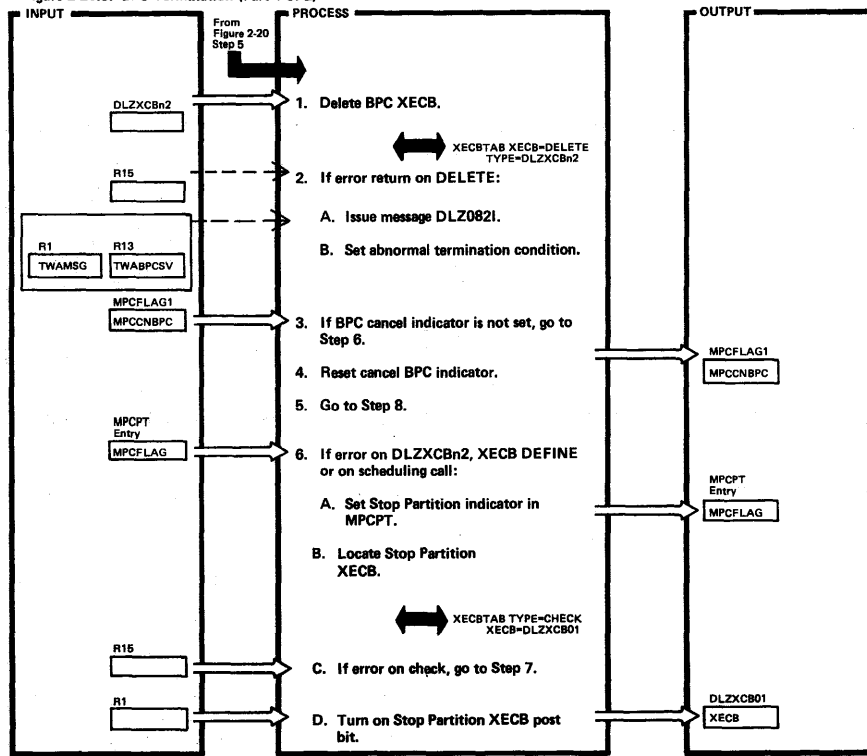 INPUT
PROCESS
OUTPUT
From
Figure 2-20
Step 5
DLZXCBn2
1. Delete BPC XECB.
XECBTAB XECB=DELETE
TYPE=DLZXCBn2
R15
2. If error return on DELETE:
A. Issue message DLZ082I.
R1 R13
TWAMSG TWABPCSV
B. Set abnormal termination condition.
MPCFLAG1
MPCCNBPC
3. If BPC cancel indicator is not set, go to
Step 6.
MPCFLAG1
MPCCNBPC
4. Reset cancel BPC indicator.
5. Go to Step 8.
MPCPT
Entry
MPCFLAG
6. If error on DLZXCBn2, XECB DEFINE
or on scheduling call:
MPCPT
Entry
MPCFLAG
A. Set Stop Partition indicator in
MPCPT.
B. Locate Stop Partition
XECB.
XECBTAB TYPE=CHECK
XECB=DLZXCB01
R15
C. If error on check, go to Step 7.
R1
D. Turn on Stop Partition XECB post
bit.
DLZXCB01
XECB